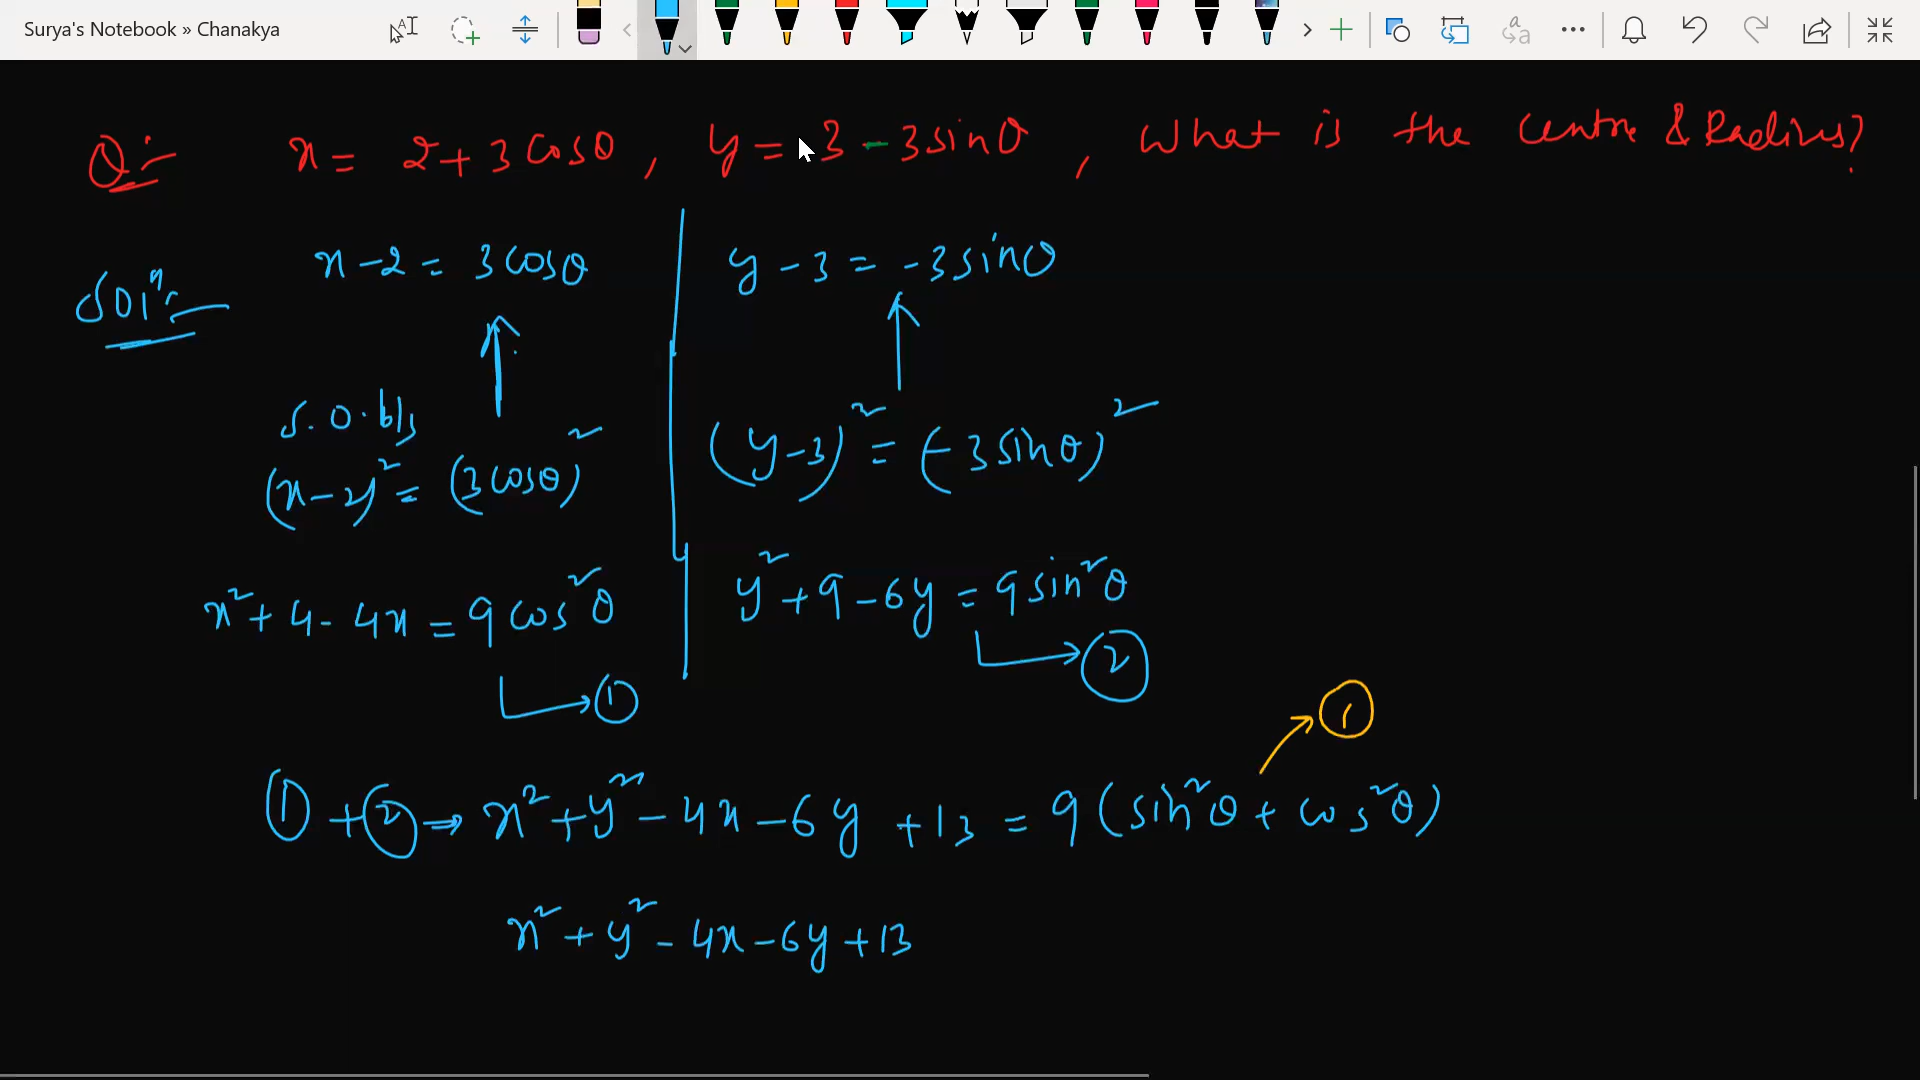 Surya's Notebook » Chanakya
Q:- x = 2+3cosθ, y = 3-3sinθ, What is the Centre & Radius?
Solⁿ:- x-2 = 3cosθ
y-3 = -3sinθ
S.O.b/s
(x-2)² = (3cosθ)²
(y-3)² = (-3sinθ)²
x²+4-4x = 9cos²θ
→ ①
y²+9-6y = 9sin²θ
→ ②
①
①+② ⇒ x²+y²-4x-6y+13 = 9(sin²θ+cos²θ)
x²+y²-4x-6y+13